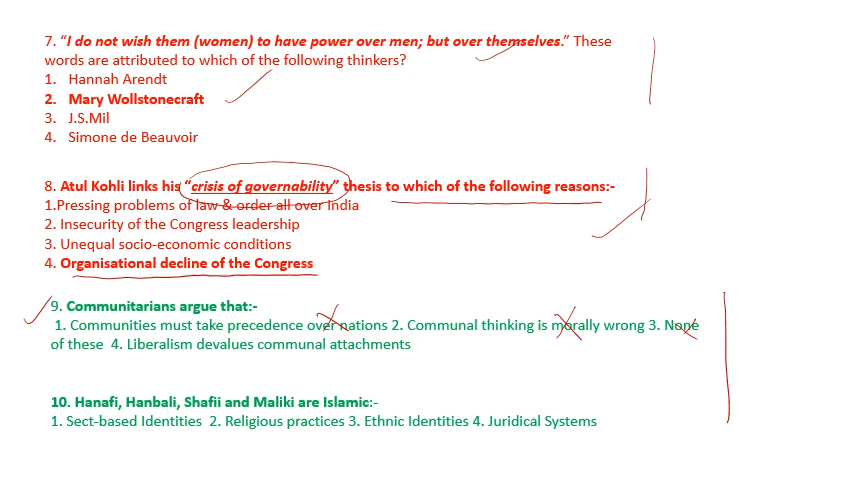 7. “I do not wish them (women) to have power over men; but over themselves.” These
words are attributed to which of the following thinkers?
1. Hannah Arendt
2. Mary Wollstonecraft
3. J.S.Mil
4. Simone de Beauvoir
8. Atul Kohli links his “crisis of governability” thesis to which of the following reasons:-
1.Pressing problems of law & order all over India
2. Insecurity of the Congress leadership
3. Unequal socio-economic conditions
4. Organisational decline of the Congress
9. Communitarians argue that:-
1. Communities must take precedence over nations 2. Communal thinking is morally wrong 3. None
of these 4. Liberalism devalues communal attachments
10. Hanafi, Hanbali, Shafii and Maliki are Islamic:-
1. Sect-based Identities 2. Religious practices 3. Ethnic Identities 4. Juridical Systems